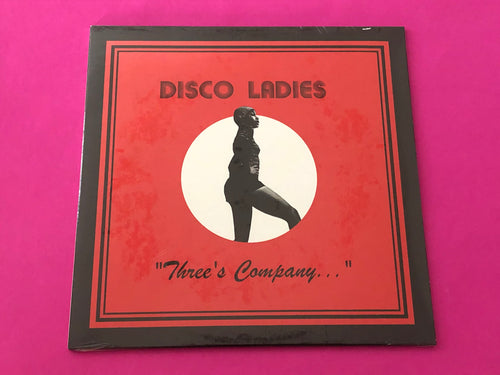 DISCO LADIES
"Three's Company..."